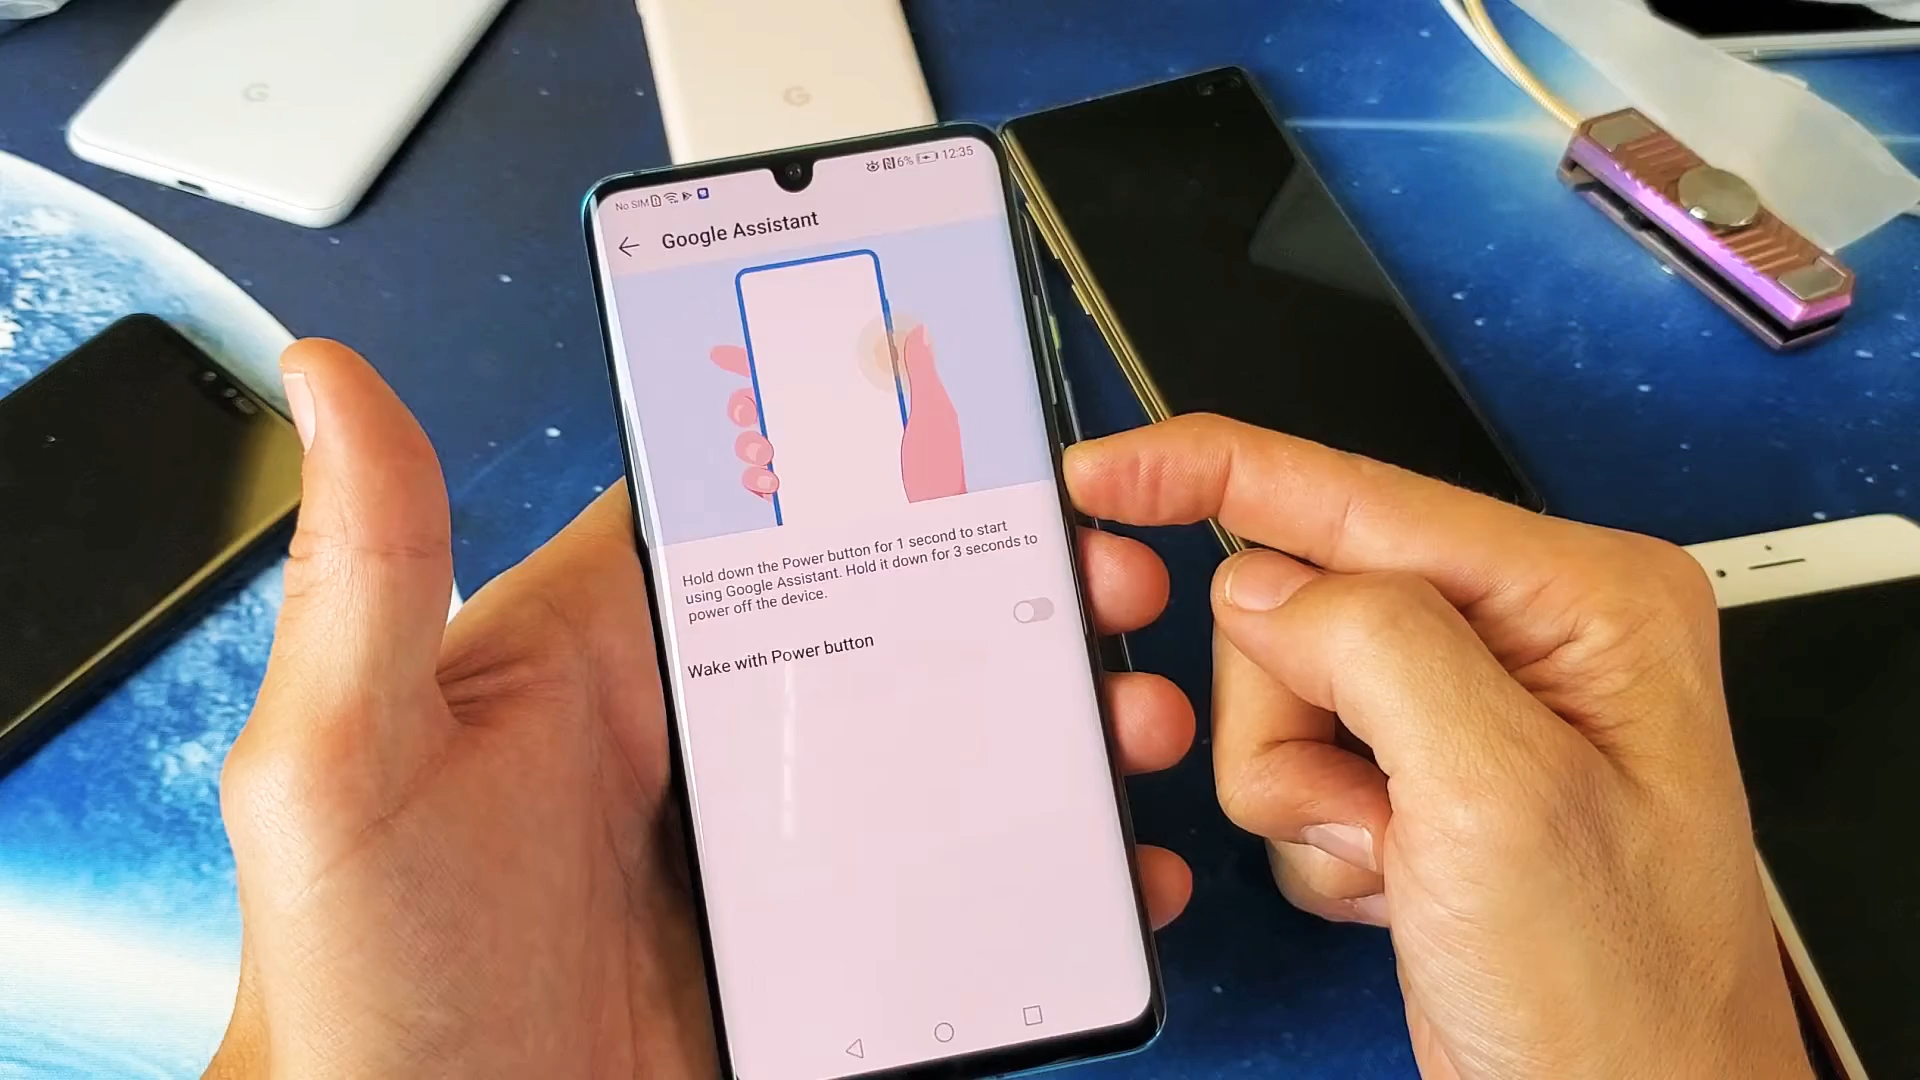 No SIM 6% 12:35
Google Assistant
Hold down the Power button for 1 second to start
using Google Assistant. Hold it down for 3 seconds to
power off the device.
Wake with Power button
G
G